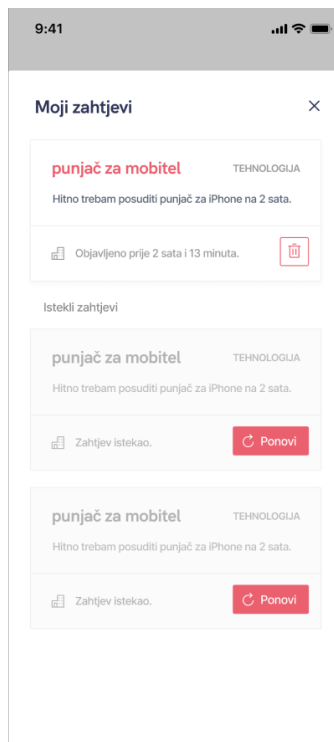 9:41
Moji zahtjevi
punjač za mobitel TEHNOLOGIJA
Hitno trebam posuditi punjač za iPhone na 2 sata.
Objavljeno prije 2 sata i 13 minuta.
Istekli zahtjevi
punjač za mobitel TEHNOLOGIJA
Hitno trebam posuditi punjač za iPhone na 2 sata.
Zahtjev istekao. Ponovi
punjač za mobitel TEHNOLOGIJA
Hitno trebam posuditi punjač za iPhone na 2 sata.
Zahtjev istekao. Ponovi